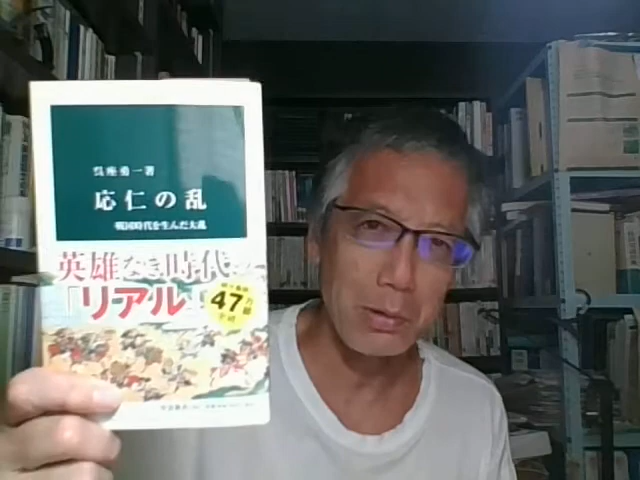 呉座勇一著
応仁の乱
戦国時代を生んだ大乱
英雄なき時代の
「リアル」
47万部